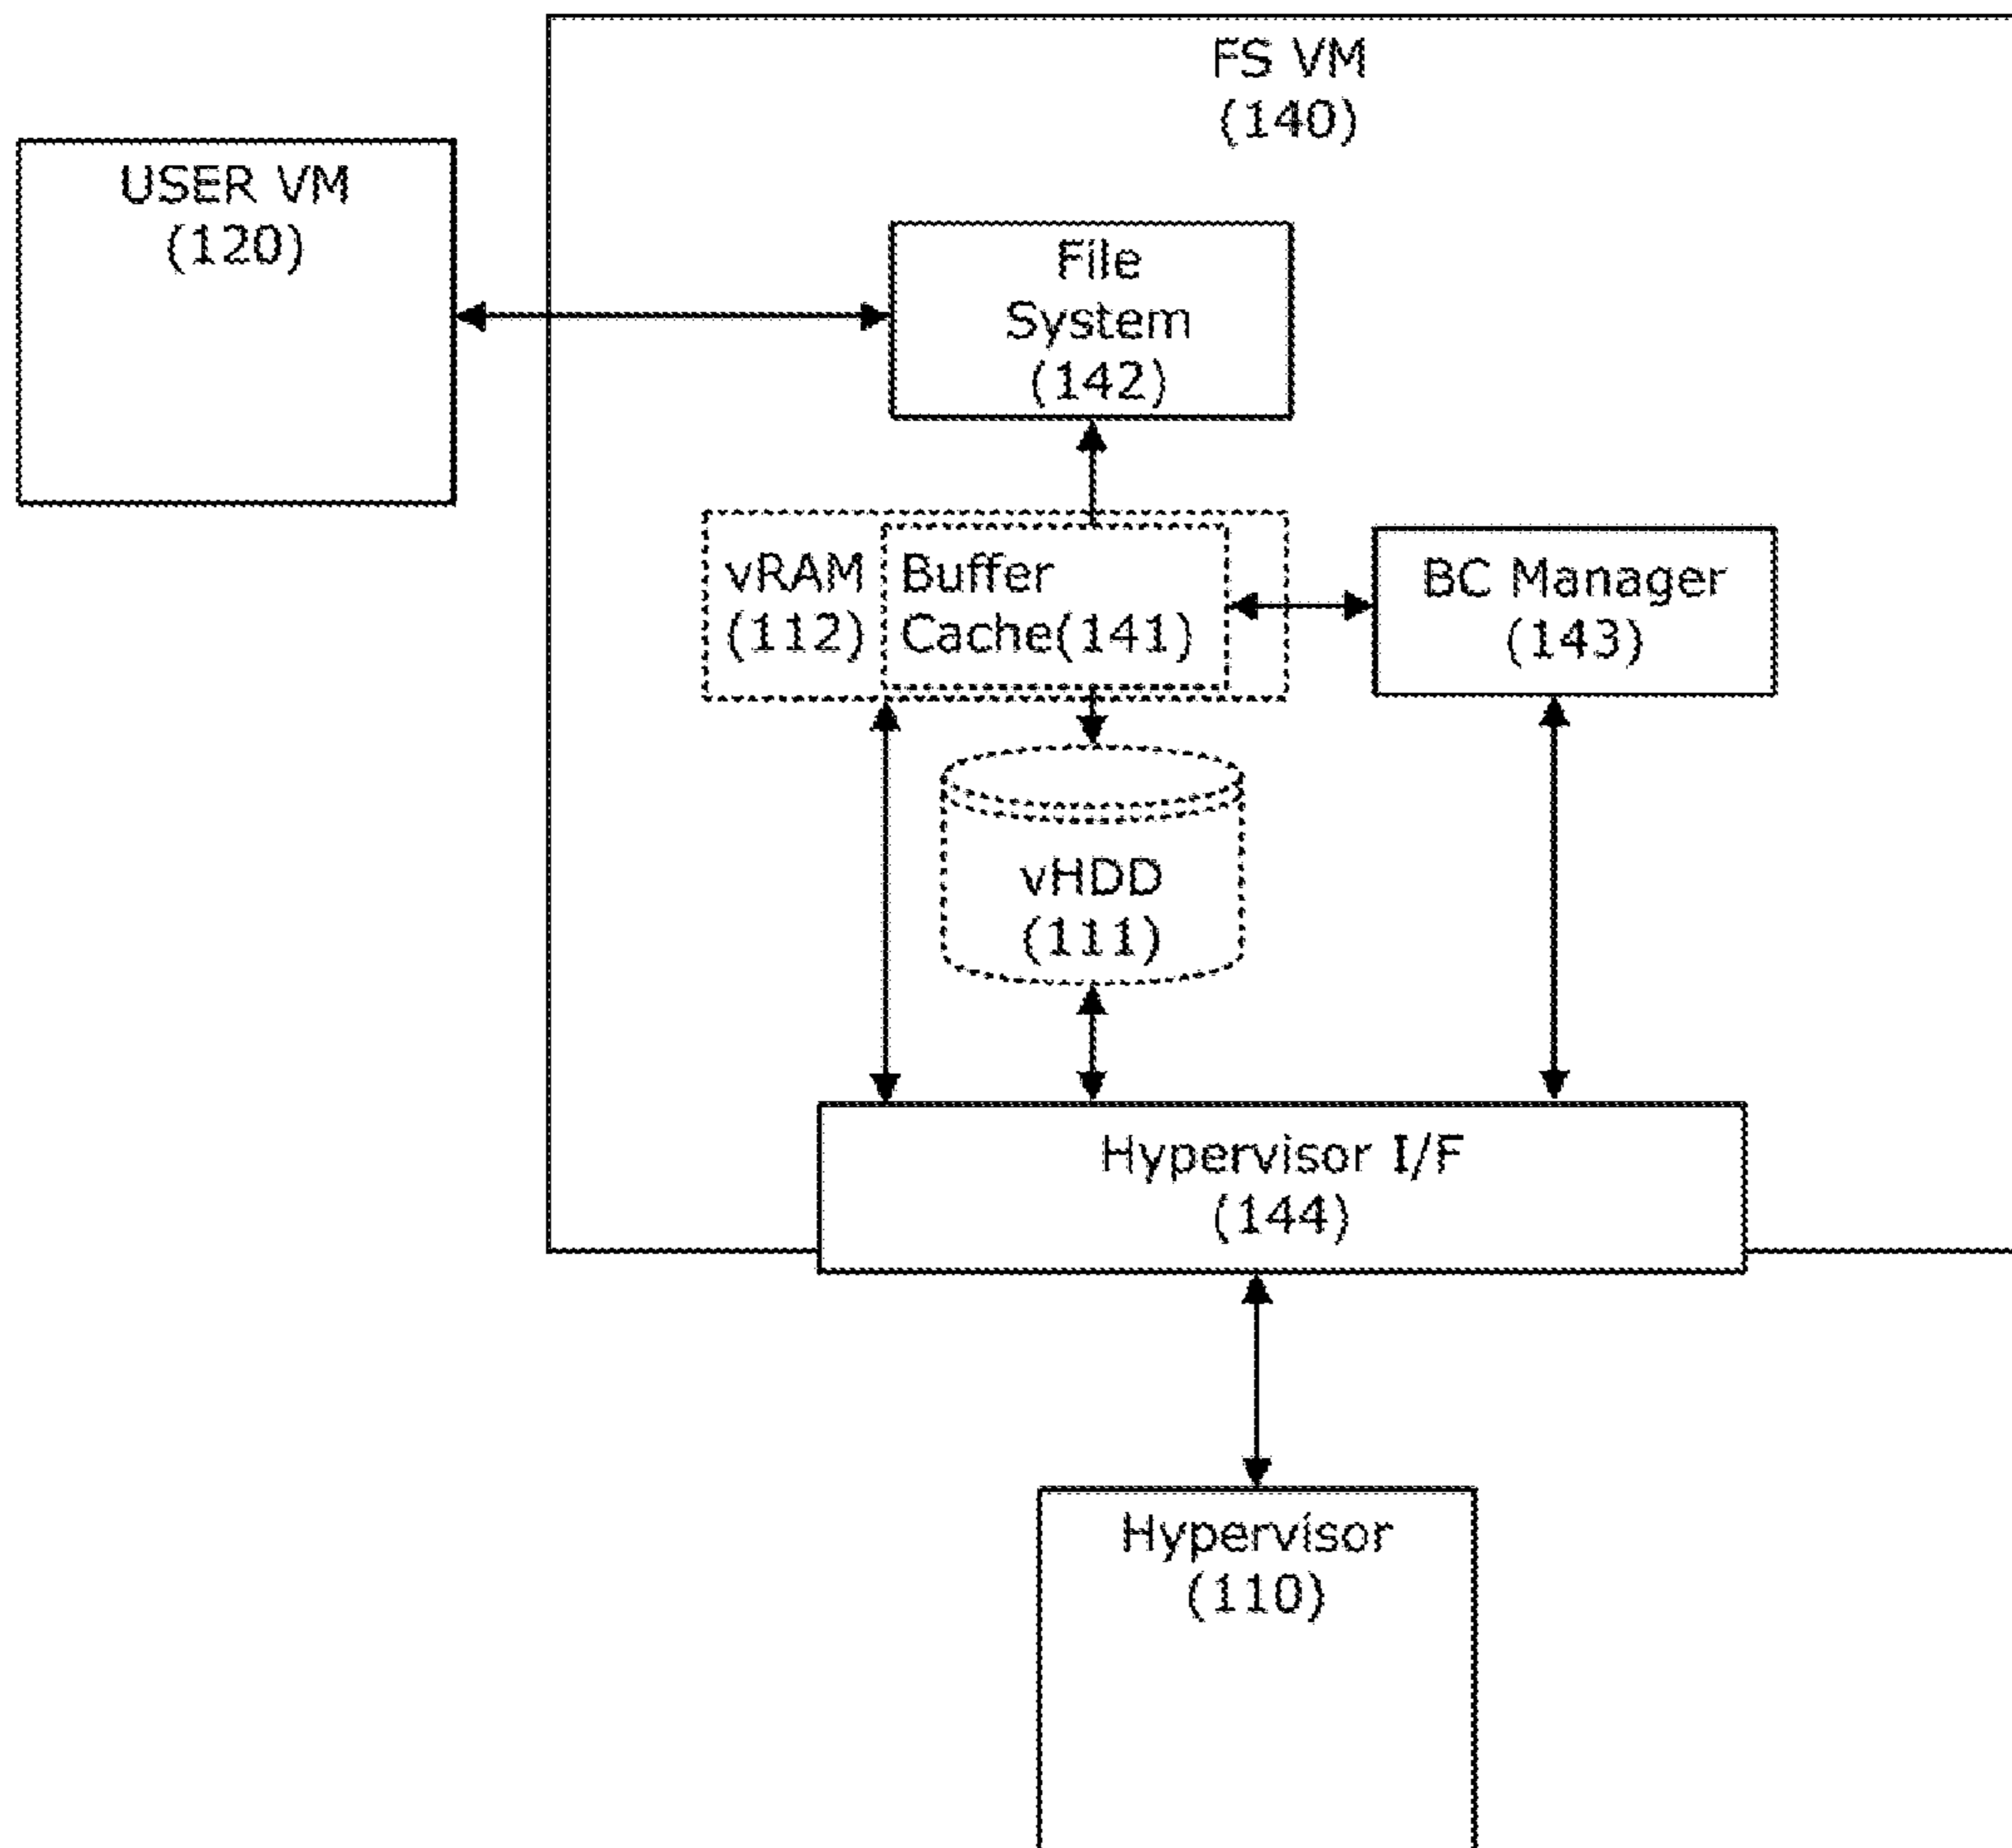 FS VM
(140)
USER VM
(120)
File
System
(142)
vRAM
(112)
Buffer
Cache(141)
BC Manager
(143)
vHDD
(111)
Hypervisor I/F
(144)
Hypervisor
(110)